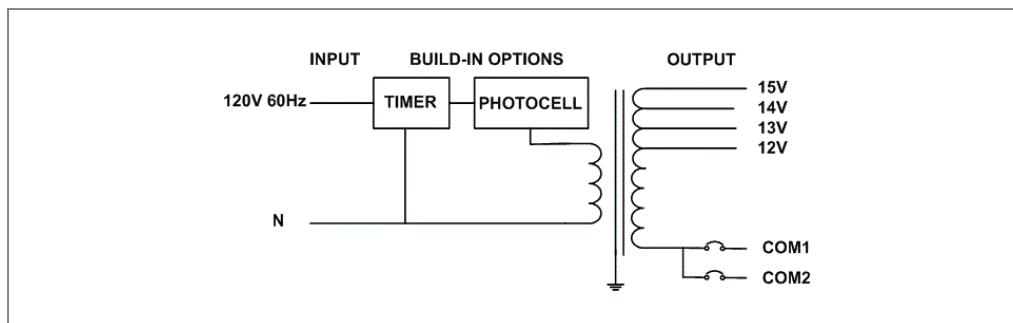 INPUT
BUILD-IN OPTIONS
OUTPUT
120V 60Hz
TIMER
PHOTOCELL
15V
14V
13V
12V
N
COM1
COM2